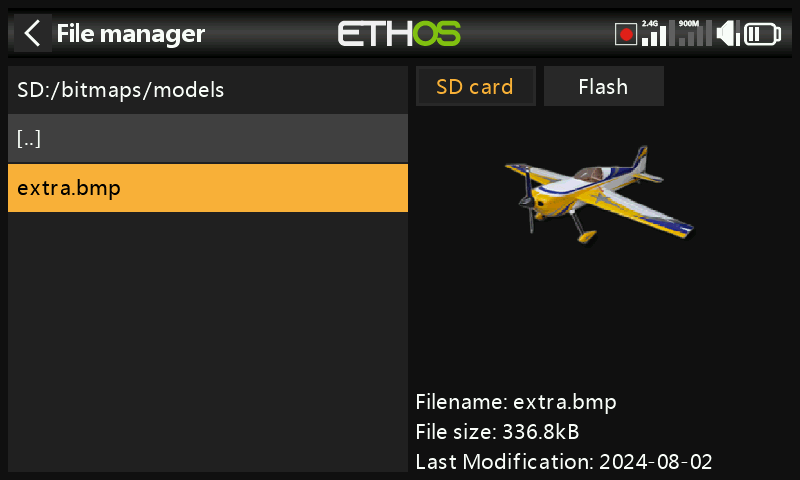 File manager
ETHOS
2.4G
900M
SD:/bitmaps/models
SD card
Flash
[..]
extra.bmp
Filename: extra.bmp
File size: 336.8kB
Last Modification: 2024-08-02